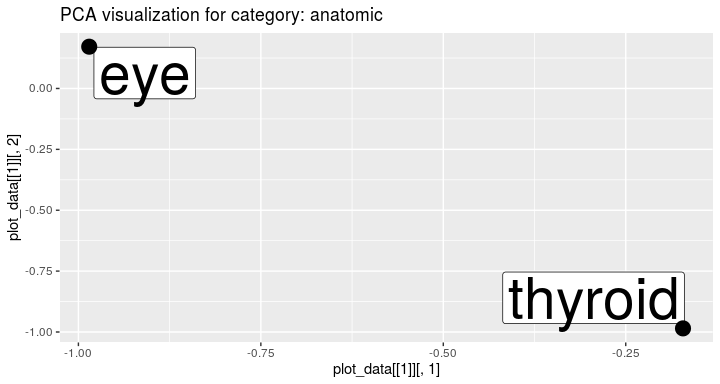 PCA visualization for category: anatomic
eye
thyroid
0.00
-0.25
-0.50
-0.75
-1.00
plot_data[[1]][, 2]
-1.00
-0.75
-0.50
-0.25
plot_data[[1]][, 1]